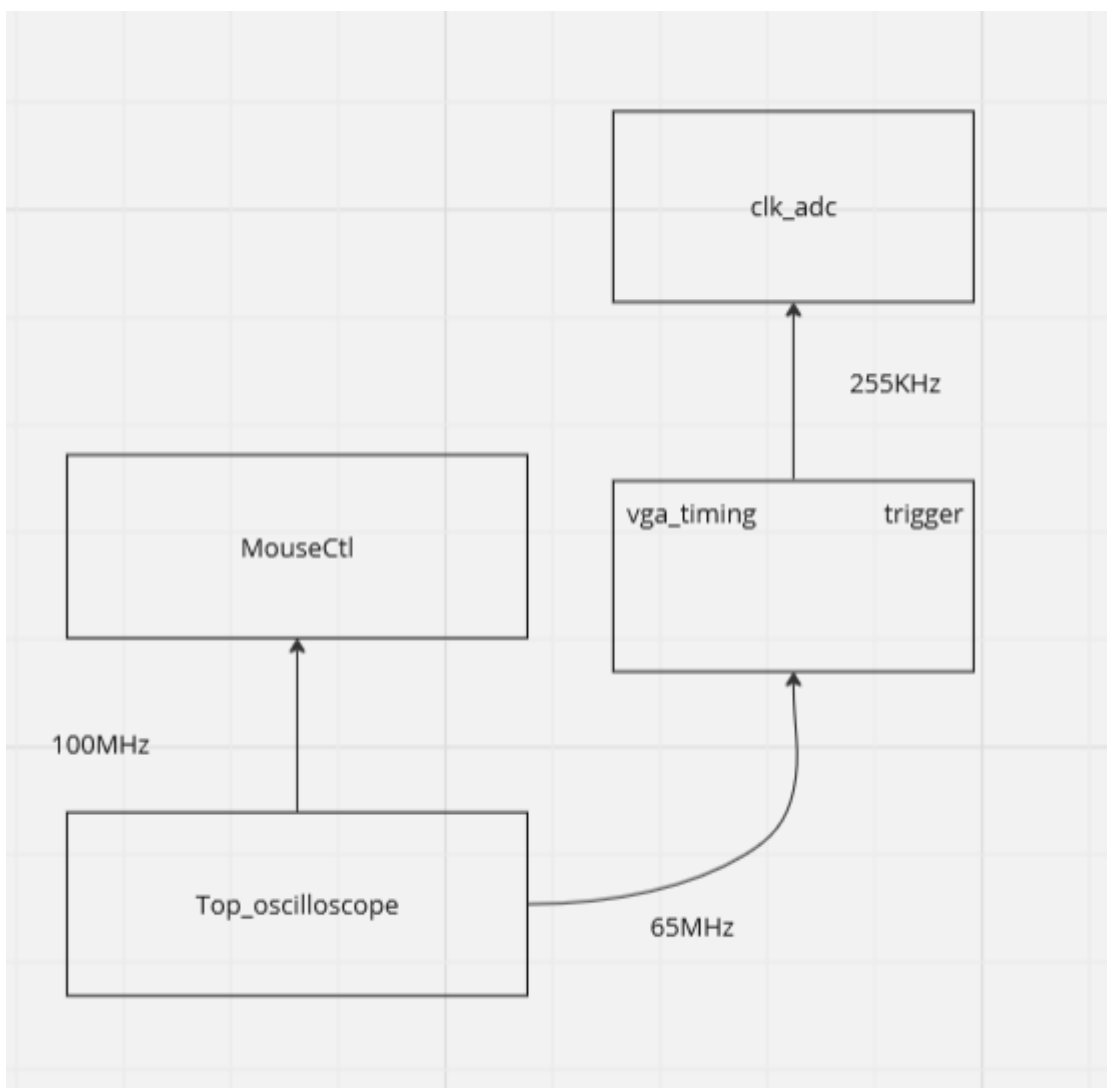 clk_adc
255KHz
vga_timing trigger
MouseCtl
100MHz
Top_oscilloscope
65MHz